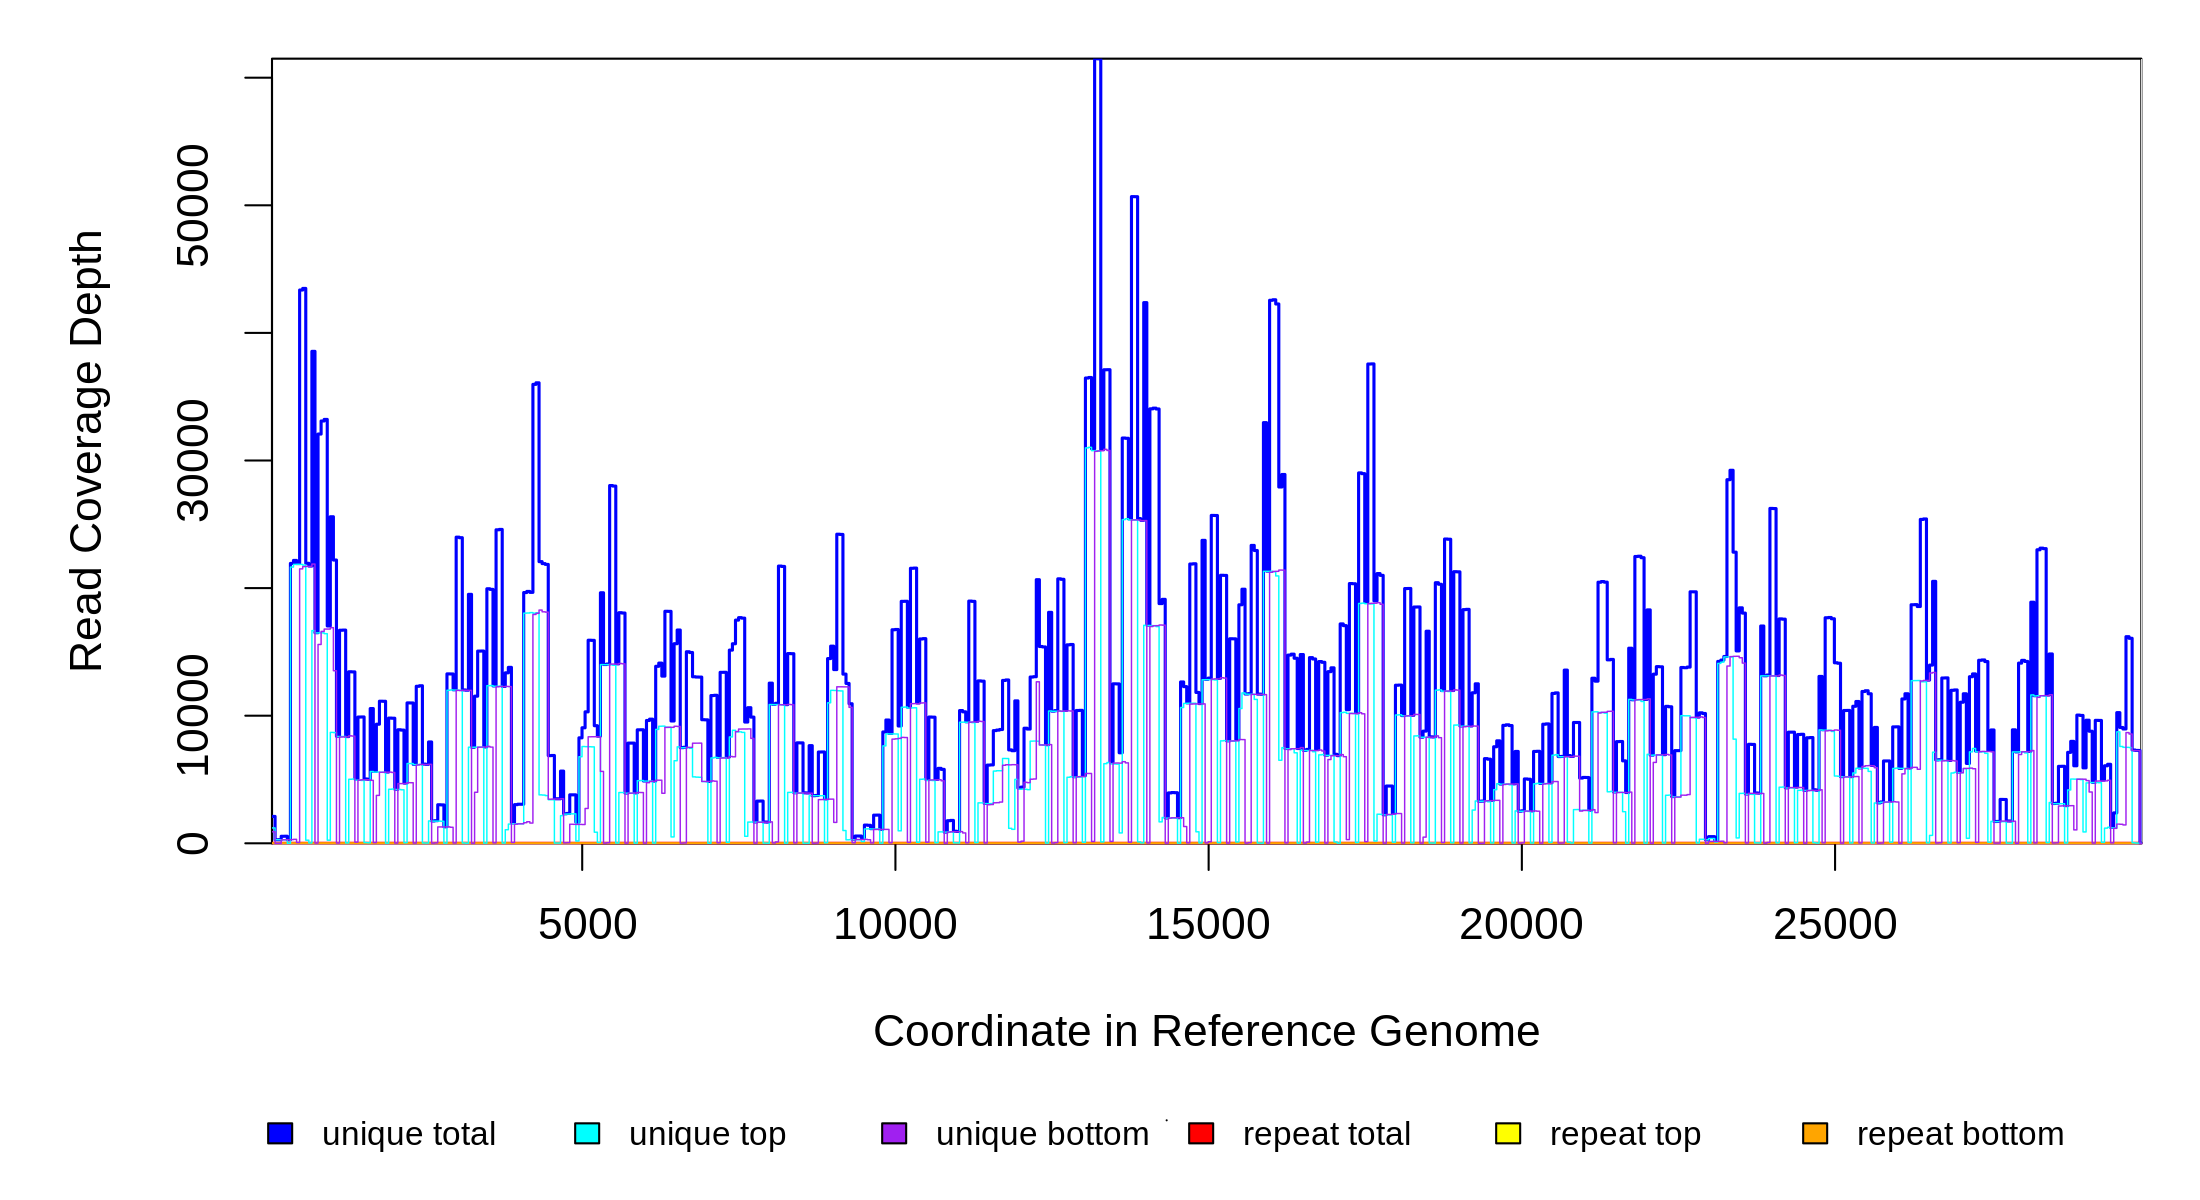 Read Coverage Depth
50000
30000
10000
0
5000 10000 15000 20000 25000
Coordinate in Reference Genome
unique total unique top unique bottom repeat total repeat top repeat bottom